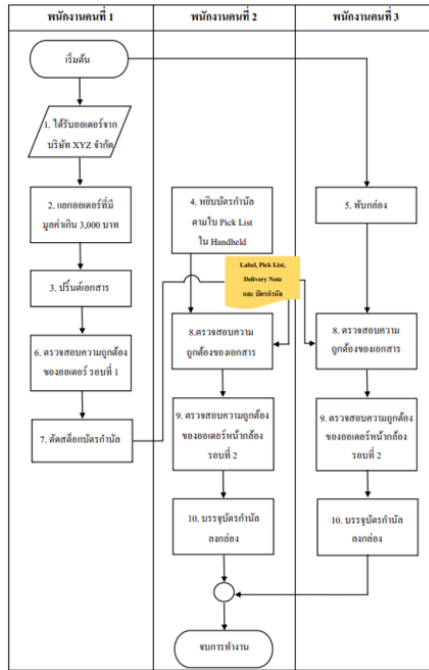 พนักงานคนที่ 1
พนักงานคนที่ 2
พนักงานคนที่ 3
เริ่มต้น
1. ได้รับออเดอร์จาก
บริษัท XYZ จำกัด
2. แยกออเดอร์ที่มี
มูลค่าเกิน 3,000 บาท
3. ปริ้นต์เอกสาร
6. ตรวจสอบความถูกต้อง
ของออเดอร์ รอบที่ 1
7. ตัดสต็อกบัตรกำนัล
4. หยิบบัตรกำนัล
ตามใบ Pick List
ใน Handheld
Label, Pick List,
Delivery Note
และ บัตรกำนัล
8.ตรวจสอบความ
ถูกต้องของเอกสาร
9. ตรวจสอบความถูกต้อง
ของออเดอร์หน้ากล้อง
รอบที่ 2
10. บรรจุบัตรกำนัล
ลงกล่อง
จบการทำงาน
5. พับกล่อง
8. ตรวจสอบความ
ถูกต้องของเอกสาร
9. ตรวจสอบความถูกต้อง
ของออเดอร์หน้ากล้อง
รอบที่ 2
10. บรรจุบัตรกำนัล
ลงกล่อง